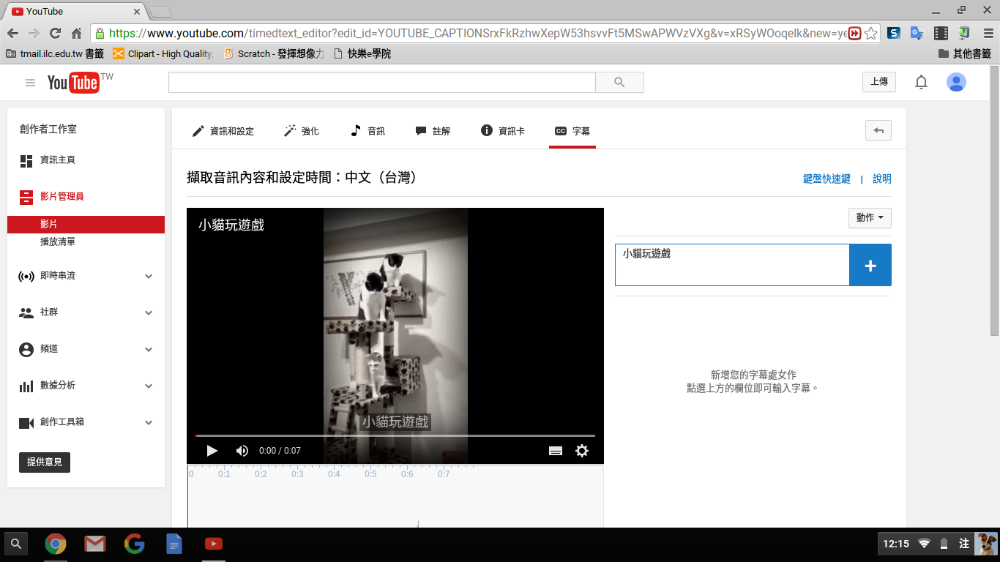 YouTube
https://www.youtube.com/timedtext_editor?edit_id=YOUTUBE_CAPTIONSrxFkRzhwXepW53hsvvFt5MSwAPWVzVXg&v=xRSyWOoqelk&new=ye
tmail.ilc.edu.tw 書籤
Clipart - High Quality,
Scratch - 發揮想像力
快樂e學院
其他書籤
YouTube TW
上傳
創作者工作室
資訊主頁
影片管理員
影片
播放清單
即時串流
社群
頻道
數據分析
創作工具箱
提供意見
資訊和設定
強化
音訊
註解
資訊卡
CC 字幕
擷取音訊內容和設定時間：中文（台灣）
鍵盤快速鍵 | 說明
小貓玩遊戲
小貓玩遊戲
0:00 / 0:07
0 0:1 0:2 0:3 0:4 0:5 0:6 0:7
動作
小貓玩遊戲
+
新增您的字幕處女作
點選上方的欄位即可輸入字幕。
12:15 注